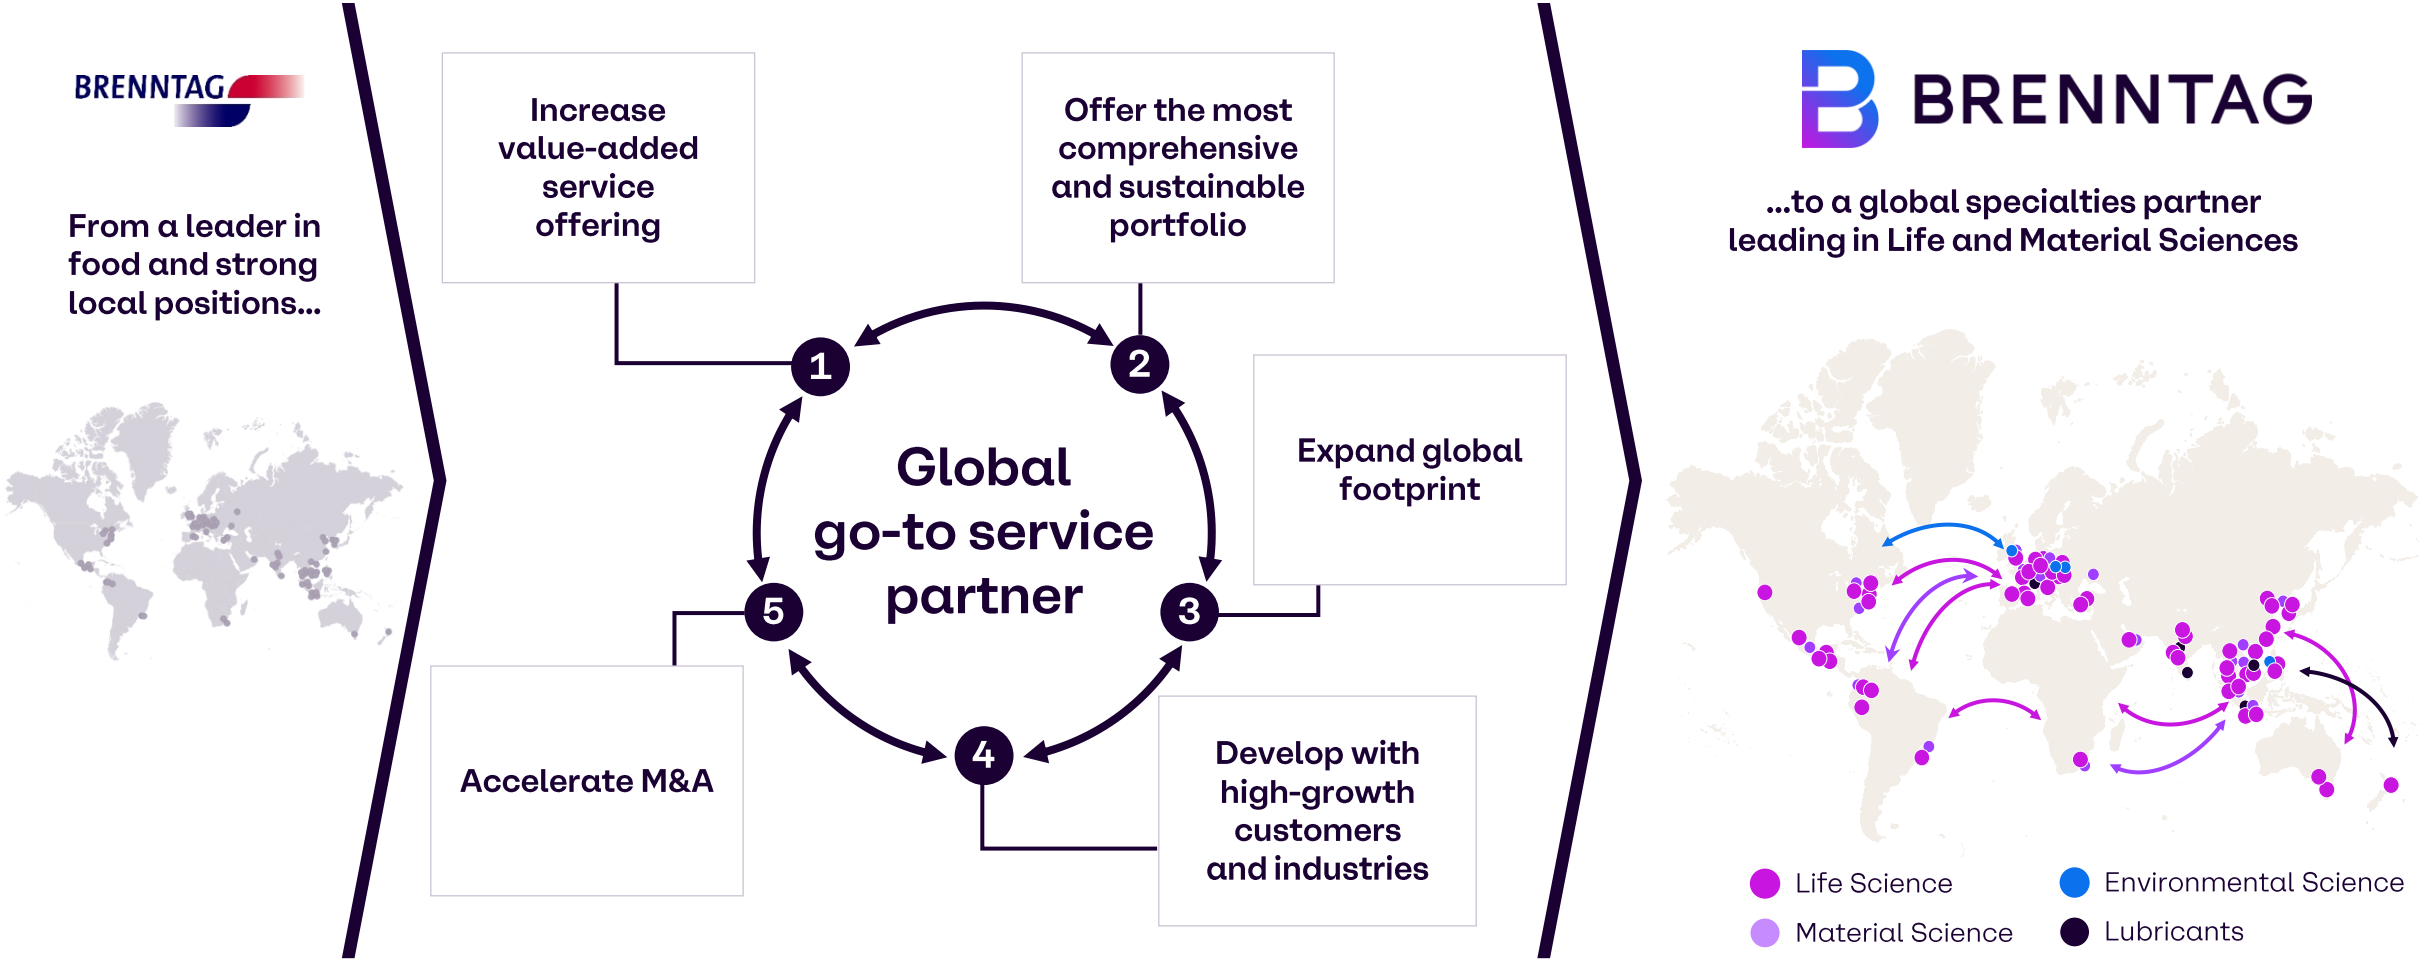 BRENNTAG
From a leader in
food and strong
local positions...
Increase
value-added
service
offering
Offer the most
comprehensive
and sustainable
portfolio
Expand global
footprint
Develop with
high-growth
customers
and industries
Accelerate M&A
1
2
3
4
5
Global
go-to service
partner
BRENNTAG
...to a global specialties partner
leading in Life and Material Sciences
Life Science
Environmental Science
Material Science
Lubricants